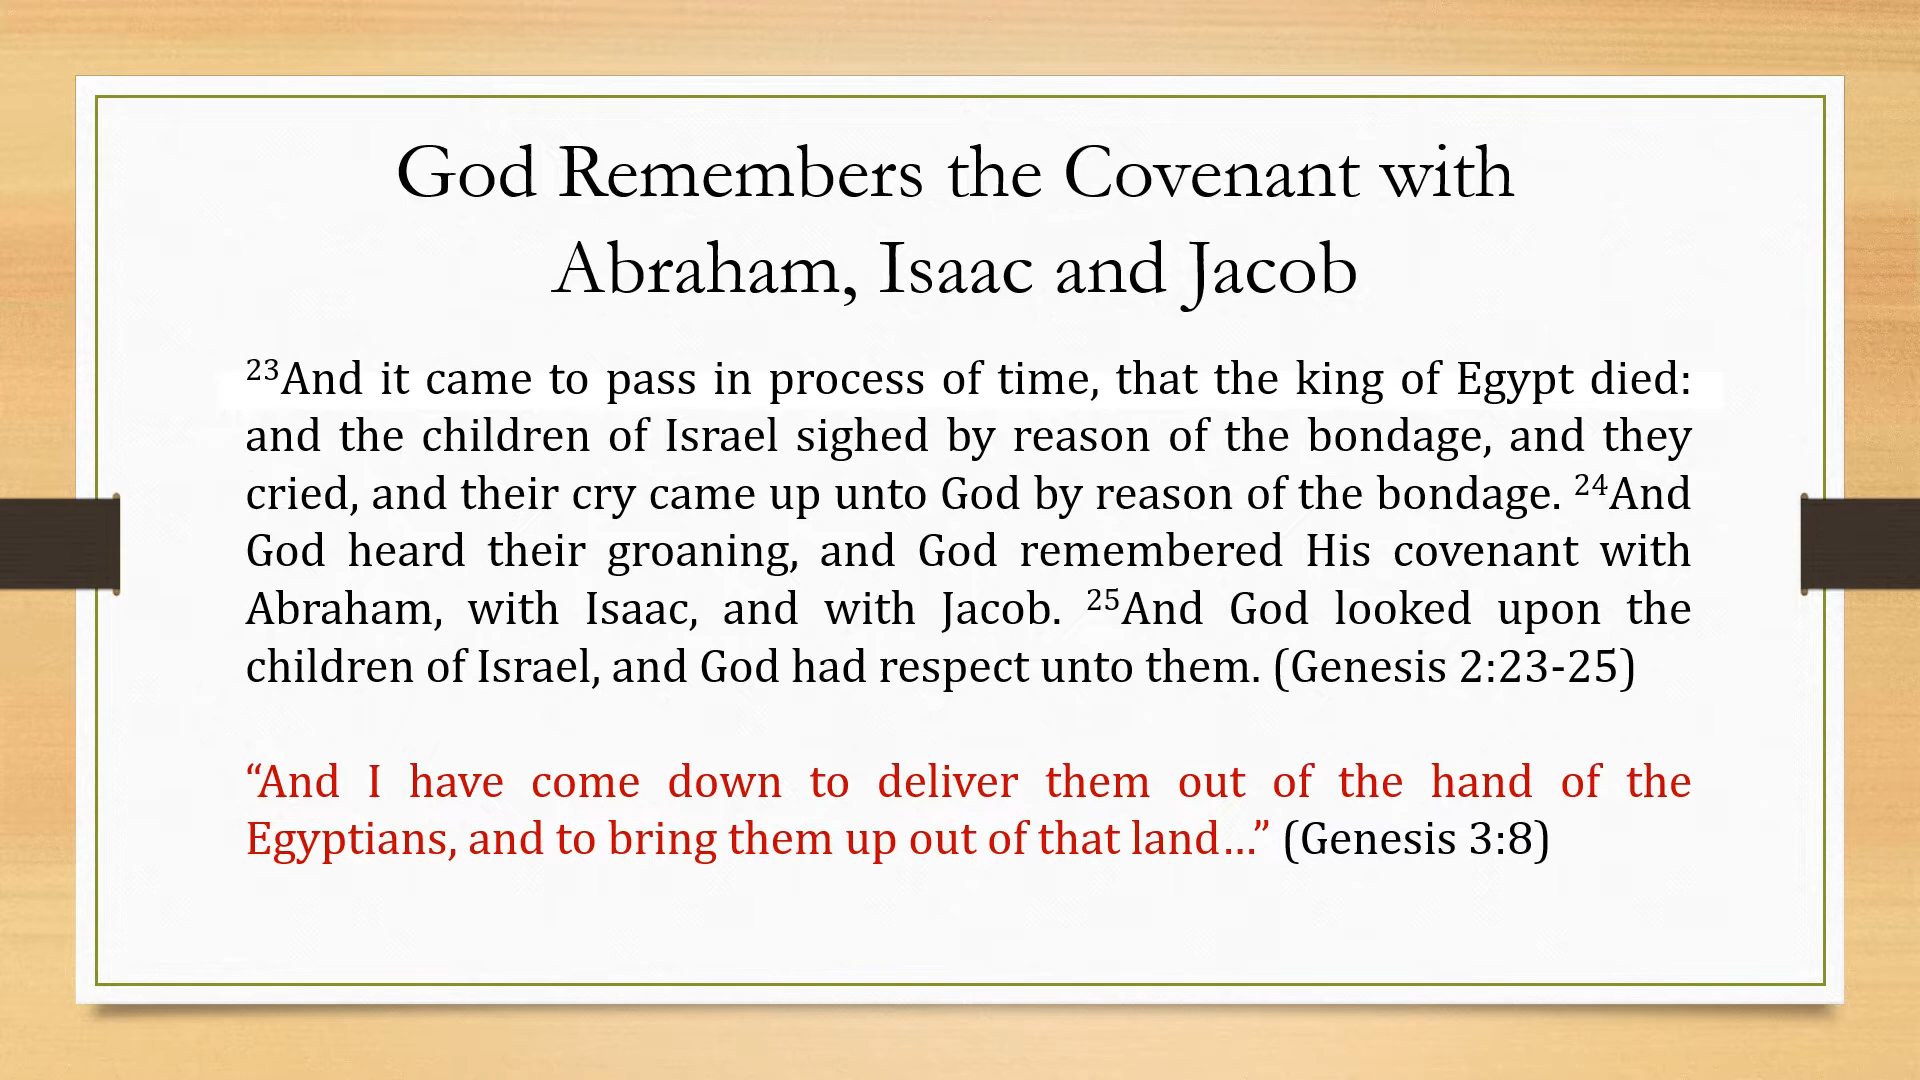 God Remembers the Covenant with
Abraham, Isaac and Jacob
²³And it came to pass in process of time, that the king of Egypt died:
and the children of Israel sighed by reason of the bondage, and they
cried, and their cry came up unto God by reason of the bondage. ²⁴And
God heard their groaning, and God remembered His covenant with
Abraham, with Isaac, and with Jacob. ²⁵And God looked upon the
children of Israel, and God had respect unto them. (Genesis 2:23-25)
“And I have come down to deliver them out of the hand of the
Egyptians, and to bring them up out of that land…” (Genesis 3:8)